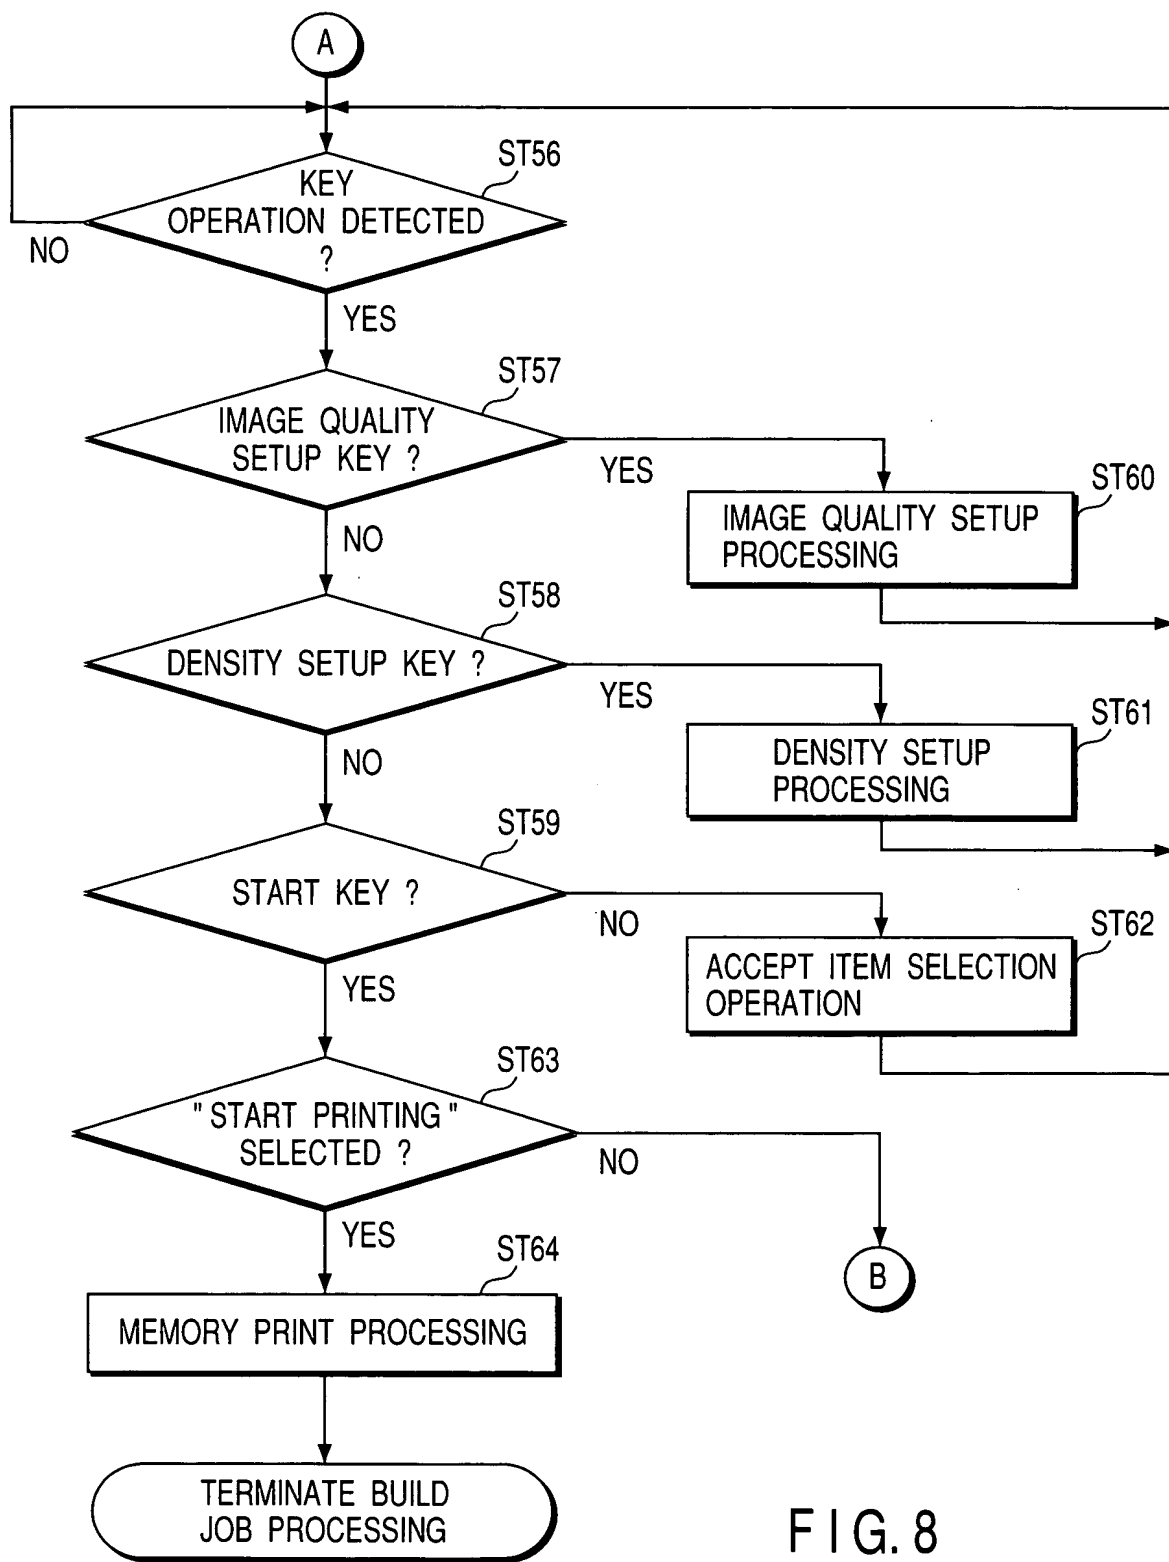 A
ST56
KEY
OPERATION DETECTED
?
NO
YES
ST57
IMAGE QUALITY
SETUP KEY ?
YES
NO
ST60
IMAGE QUALITY SETUP
PROCESSING
ST58
DENSITY SETUP KEY ?
YES
NO
ST61
DENSITY SETUP
PROCESSING
ST59
START KEY ?
NO
YES
ST62
ACCEPT ITEM SELECTION
OPERATION
ST63
"START PRINTING"
SELECTED ?
NO
YES
B
ST64
MEMORY PRINT PROCESSING
TERMINATE BUILD
JOB PROCESSING
FIG. 8